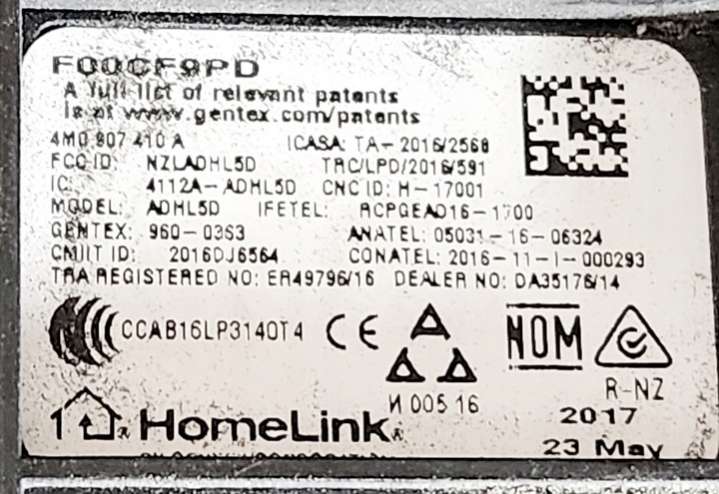 F00CF9PD
A full list of relevant patents
is at www.gentex.com/patents
4M0 907 410 A ICASA: TA-2016/2568
FCC ID: NZLADHL5D TRC/LPD/2016/591
IC: 4112A-ADHL5D CNC ID: H-17001
MODEL: ADHL5D IFETEL: RCPGEAD16-1700
GENTEX: 960-0363 ANATEL: 05031-16-06324
CMIIT ID: 2016DJ6564 CONATEL: 2016-11-I-000293
TRA REGISTERED NO: ER49796/16 DEALER NO: DA35176/14
CCAB16LP3140T4 CE NOM
И 005 16 R-NZ
1 HomeLink® 2017
23 May